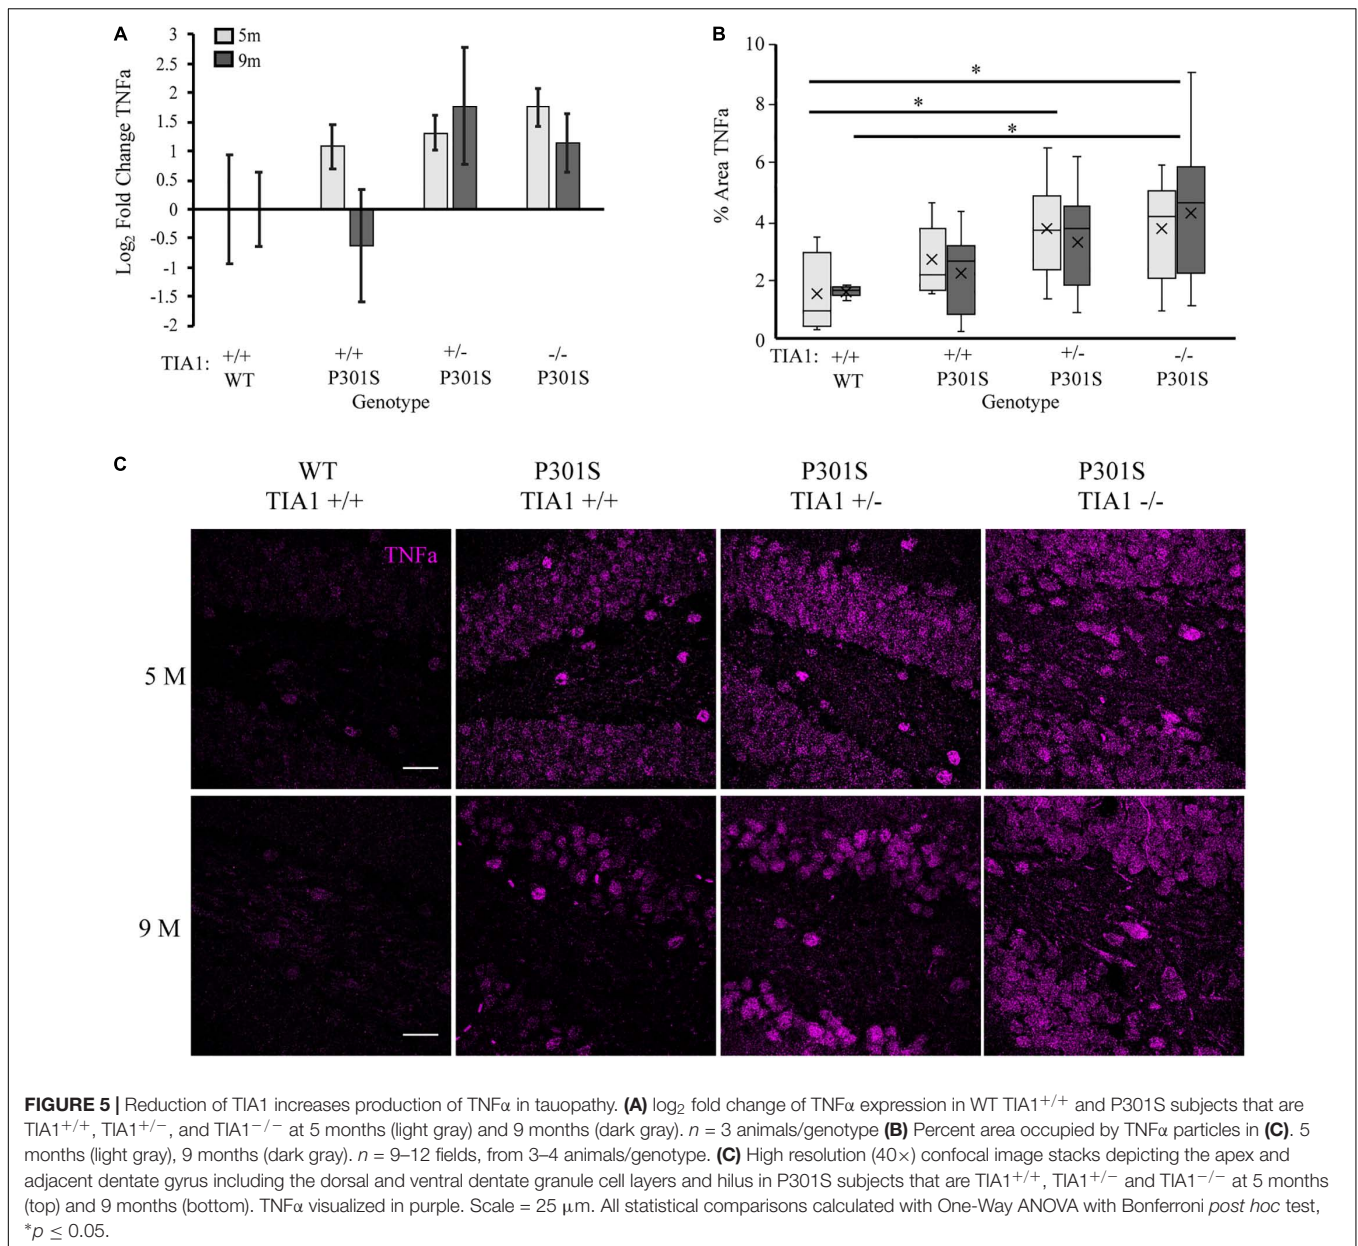 A
3
2.5
2
1.5
1
0.5
0
-0.5
-1
-1.5
-2
Log2 Fold Change TNFa
5m
9m
TIA1: +/+ +/+ +/- -/-
WT P301S P301S P301S
Genotype
B
10
8
6
4
2
0
% Area TNFa
*
*
*
TIA1: +/+ +/+ +/- -/-
WT P301S P301S P301S
Genotype
C
WT P301S P301S P301S
TIA1 +/+ TIA1 +/+ TIA1 +/- TIA1 -/-
TNFa
5 M
9 M
FIGURE 5 | Reduction of TIA1 increases production of TNFα in tauopathy. (A) log2 fold change of TNFα expression in WT TIA1+/+ and P301S subjects that are
TIA1+/+, TIA1+/−, and TIA1−/− at 5 months (light gray) and 9 months (dark gray). n = 3 animals/genotype (B) Percent area occupied by TNFα particles in (C). 5
months (light gray), 9 months (dark gray). n = 9–12 fields, from 3–4 animals/genotype. (C) High resolution (40×) confocal image stacks depicting the apex and
adjacent dentate gyrus including the dorsal and ventral dentate granule cell layers and hilus in P301S subjects that are TIA1+/+, TIA1+/− and TIA1−/− at 5 months
(top) and 9 months (bottom). TNFα visualized in purple. Scale = 25 μm. All statistical comparisons calculated with One-Way ANOVA with Bonferroni post hoc test,
*p ≤ 0.05.